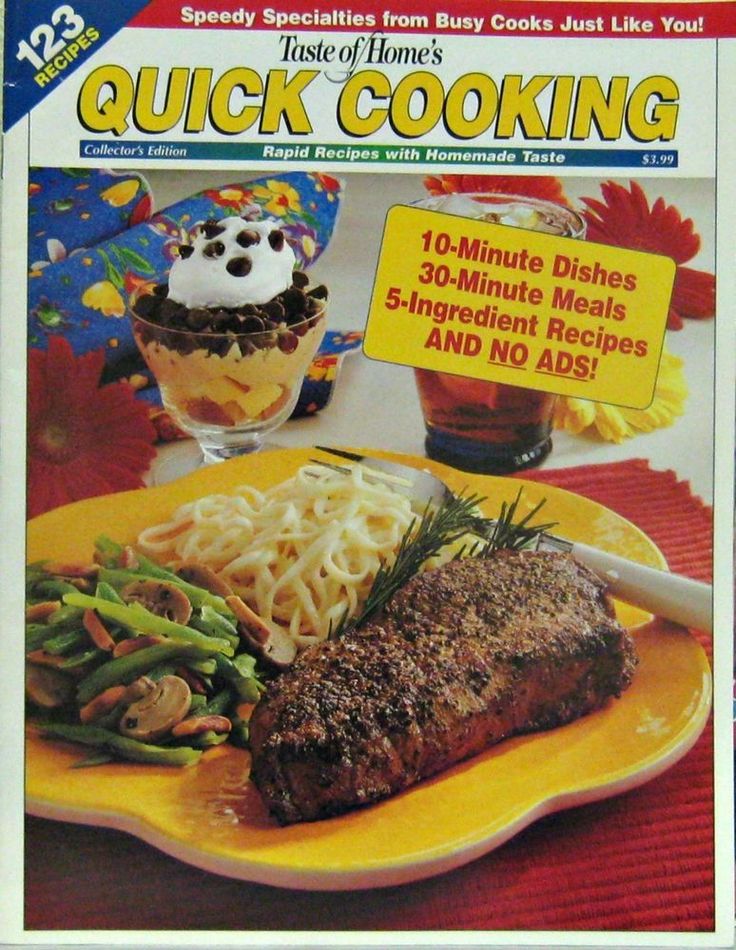 Speedy Specialties from Busy Cooks Just Like You!
123
RECIPES
Taste of Home's
QUICK COOKING
Collector's Edition Rapid Recipes with Homemade Taste $3.99
10-Minute Dishes
30-Minute Meals
5-Ingredient Recipes
AND NO ADS!